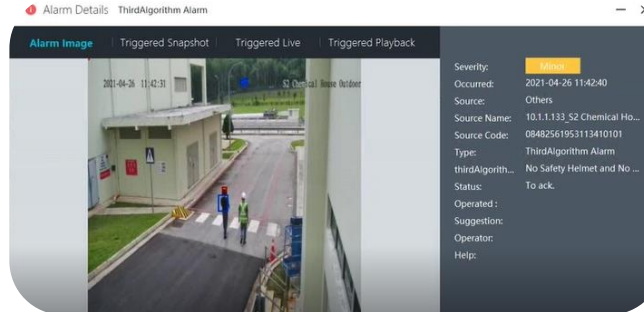 Alarm Details ThirdAlgorithm Alarm
Alarm Image Triggered Snapshot Triggered Live Triggered Playback
2021-04-26 11:42:31 S2 Chemical House Outdoor
Severity: Minor
Occurred: 2021-04-26 11:42:40
Source: Others
Source Name: 10.1.1.133_S2 Chemical Ho...
Source Code: 08482561953113410101
Type: ThirdAlgorithm Alarm
thirdAlgorith... No Safety Helmet and No ...
Status: To ack.
Operated :
Suggestion:
Operator:
Help: